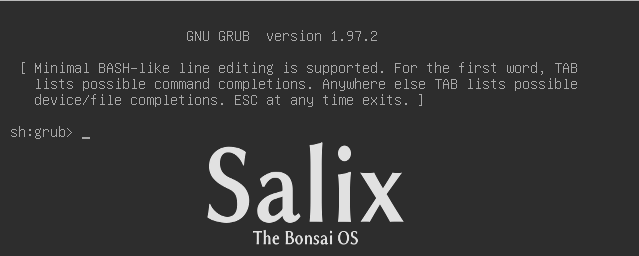 GNU GRUB  version 1.97.2
[ Minimal BASH-like line editing is supported. For the first word, TAB
lists possible command completions. Anywhere else TAB lists possible
device/file completions. ESC at any time exits. ]
sh:grub> _
Salix
The Bonsai OS